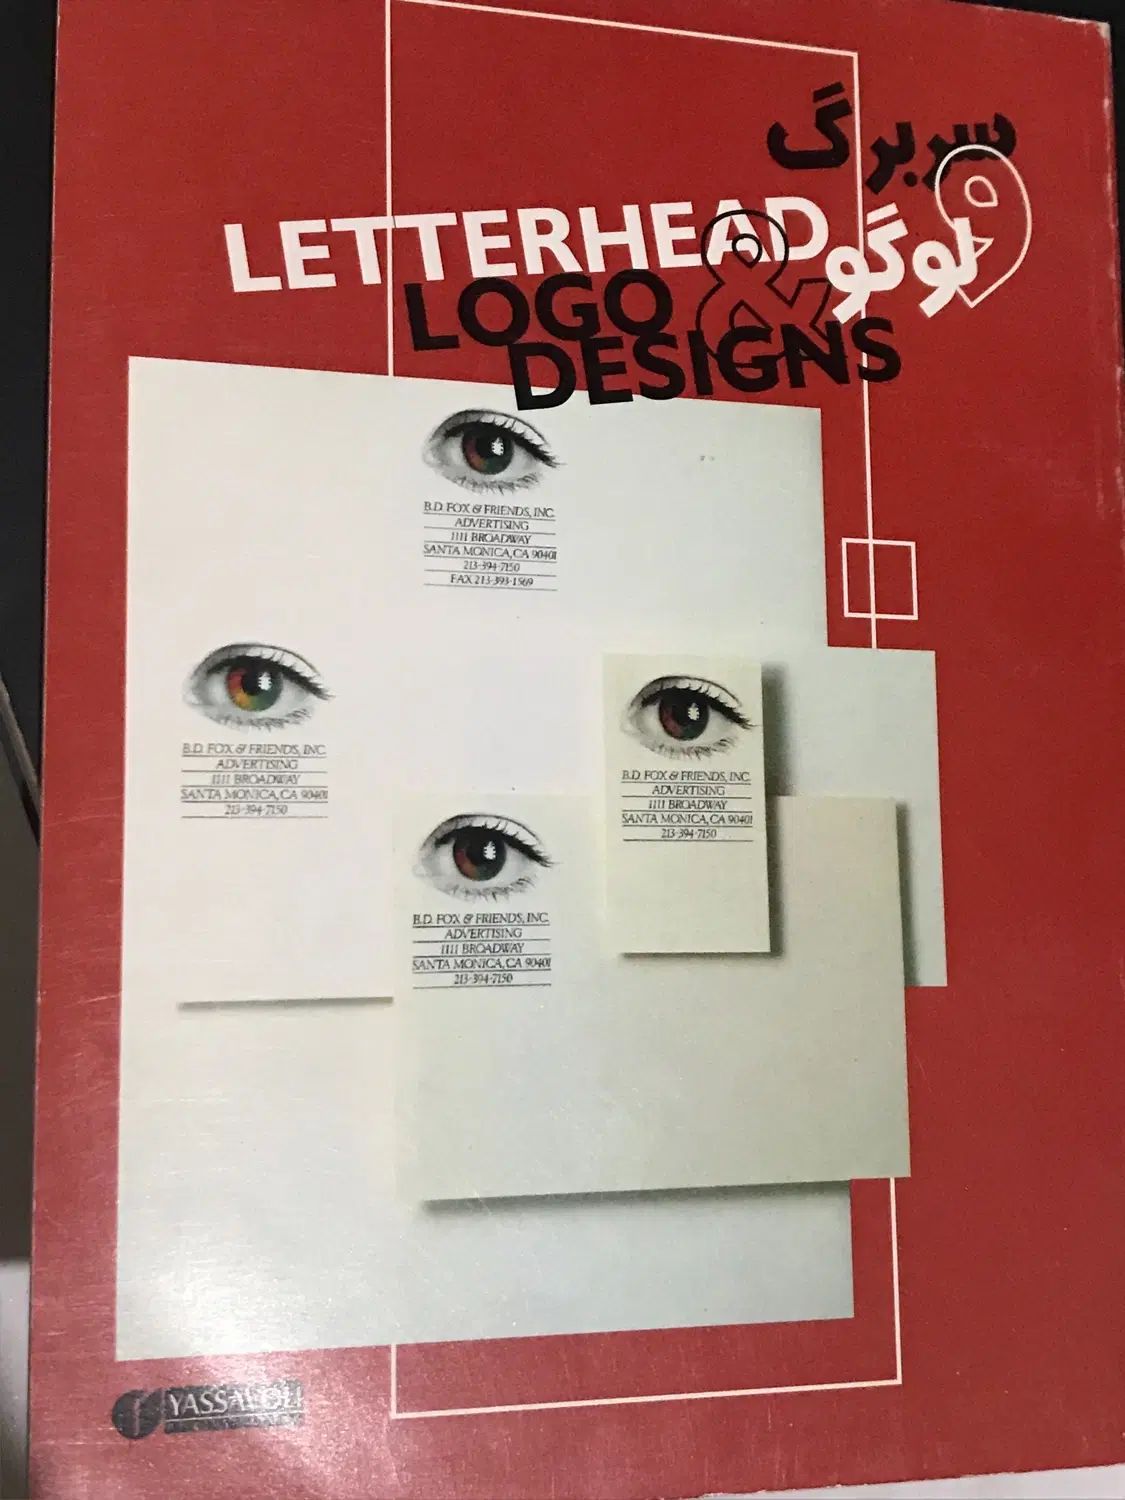 سربرگ
و
لوگو
LETTERHEAD
&
LOGO
DESIGNS
B.D. FOX & FRIENDS, INC.
ADVERTISING
1111 BROADWAY
SANTA MONICA, CA 90401
213-394-7150
FAX 213-393-1569
B.D. FOX & FRIENDS, INC.
ADVERTISING
1111 BROADWAY
SANTA MONICA, CA 90401
213-394-7150
B.D. FOX & FRIENDS, INC.
ADVERTISING
1111 BROADWAY
SANTA MONICA, CA 90401
213-394-7150
B.D. FOX & FRIENDS, INC.
ADVERTISING
1111 BROADWAY
SANTA MONICA, CA 90401
213-394-7150
YASSAVOLI